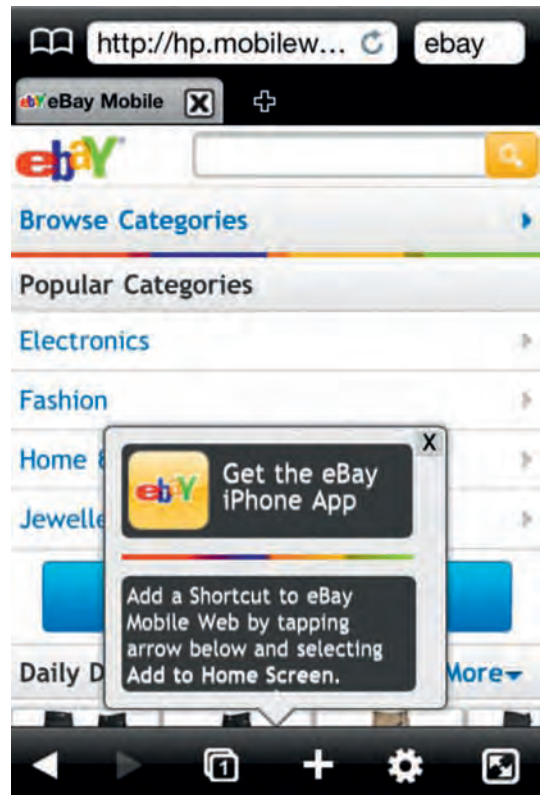 http://hp.mobilew... ebay
ebY eBay Mobile X
ebaY
Browse Categories
Popular Categories
Electronics
Fashion
Home
X
ebY Get the eBay
iPhone App
Jewelle
Add a Shortcut to eBay
Mobile Web by tapping
arrow below and selecting
Add to Home Screen.
Daily D More
1